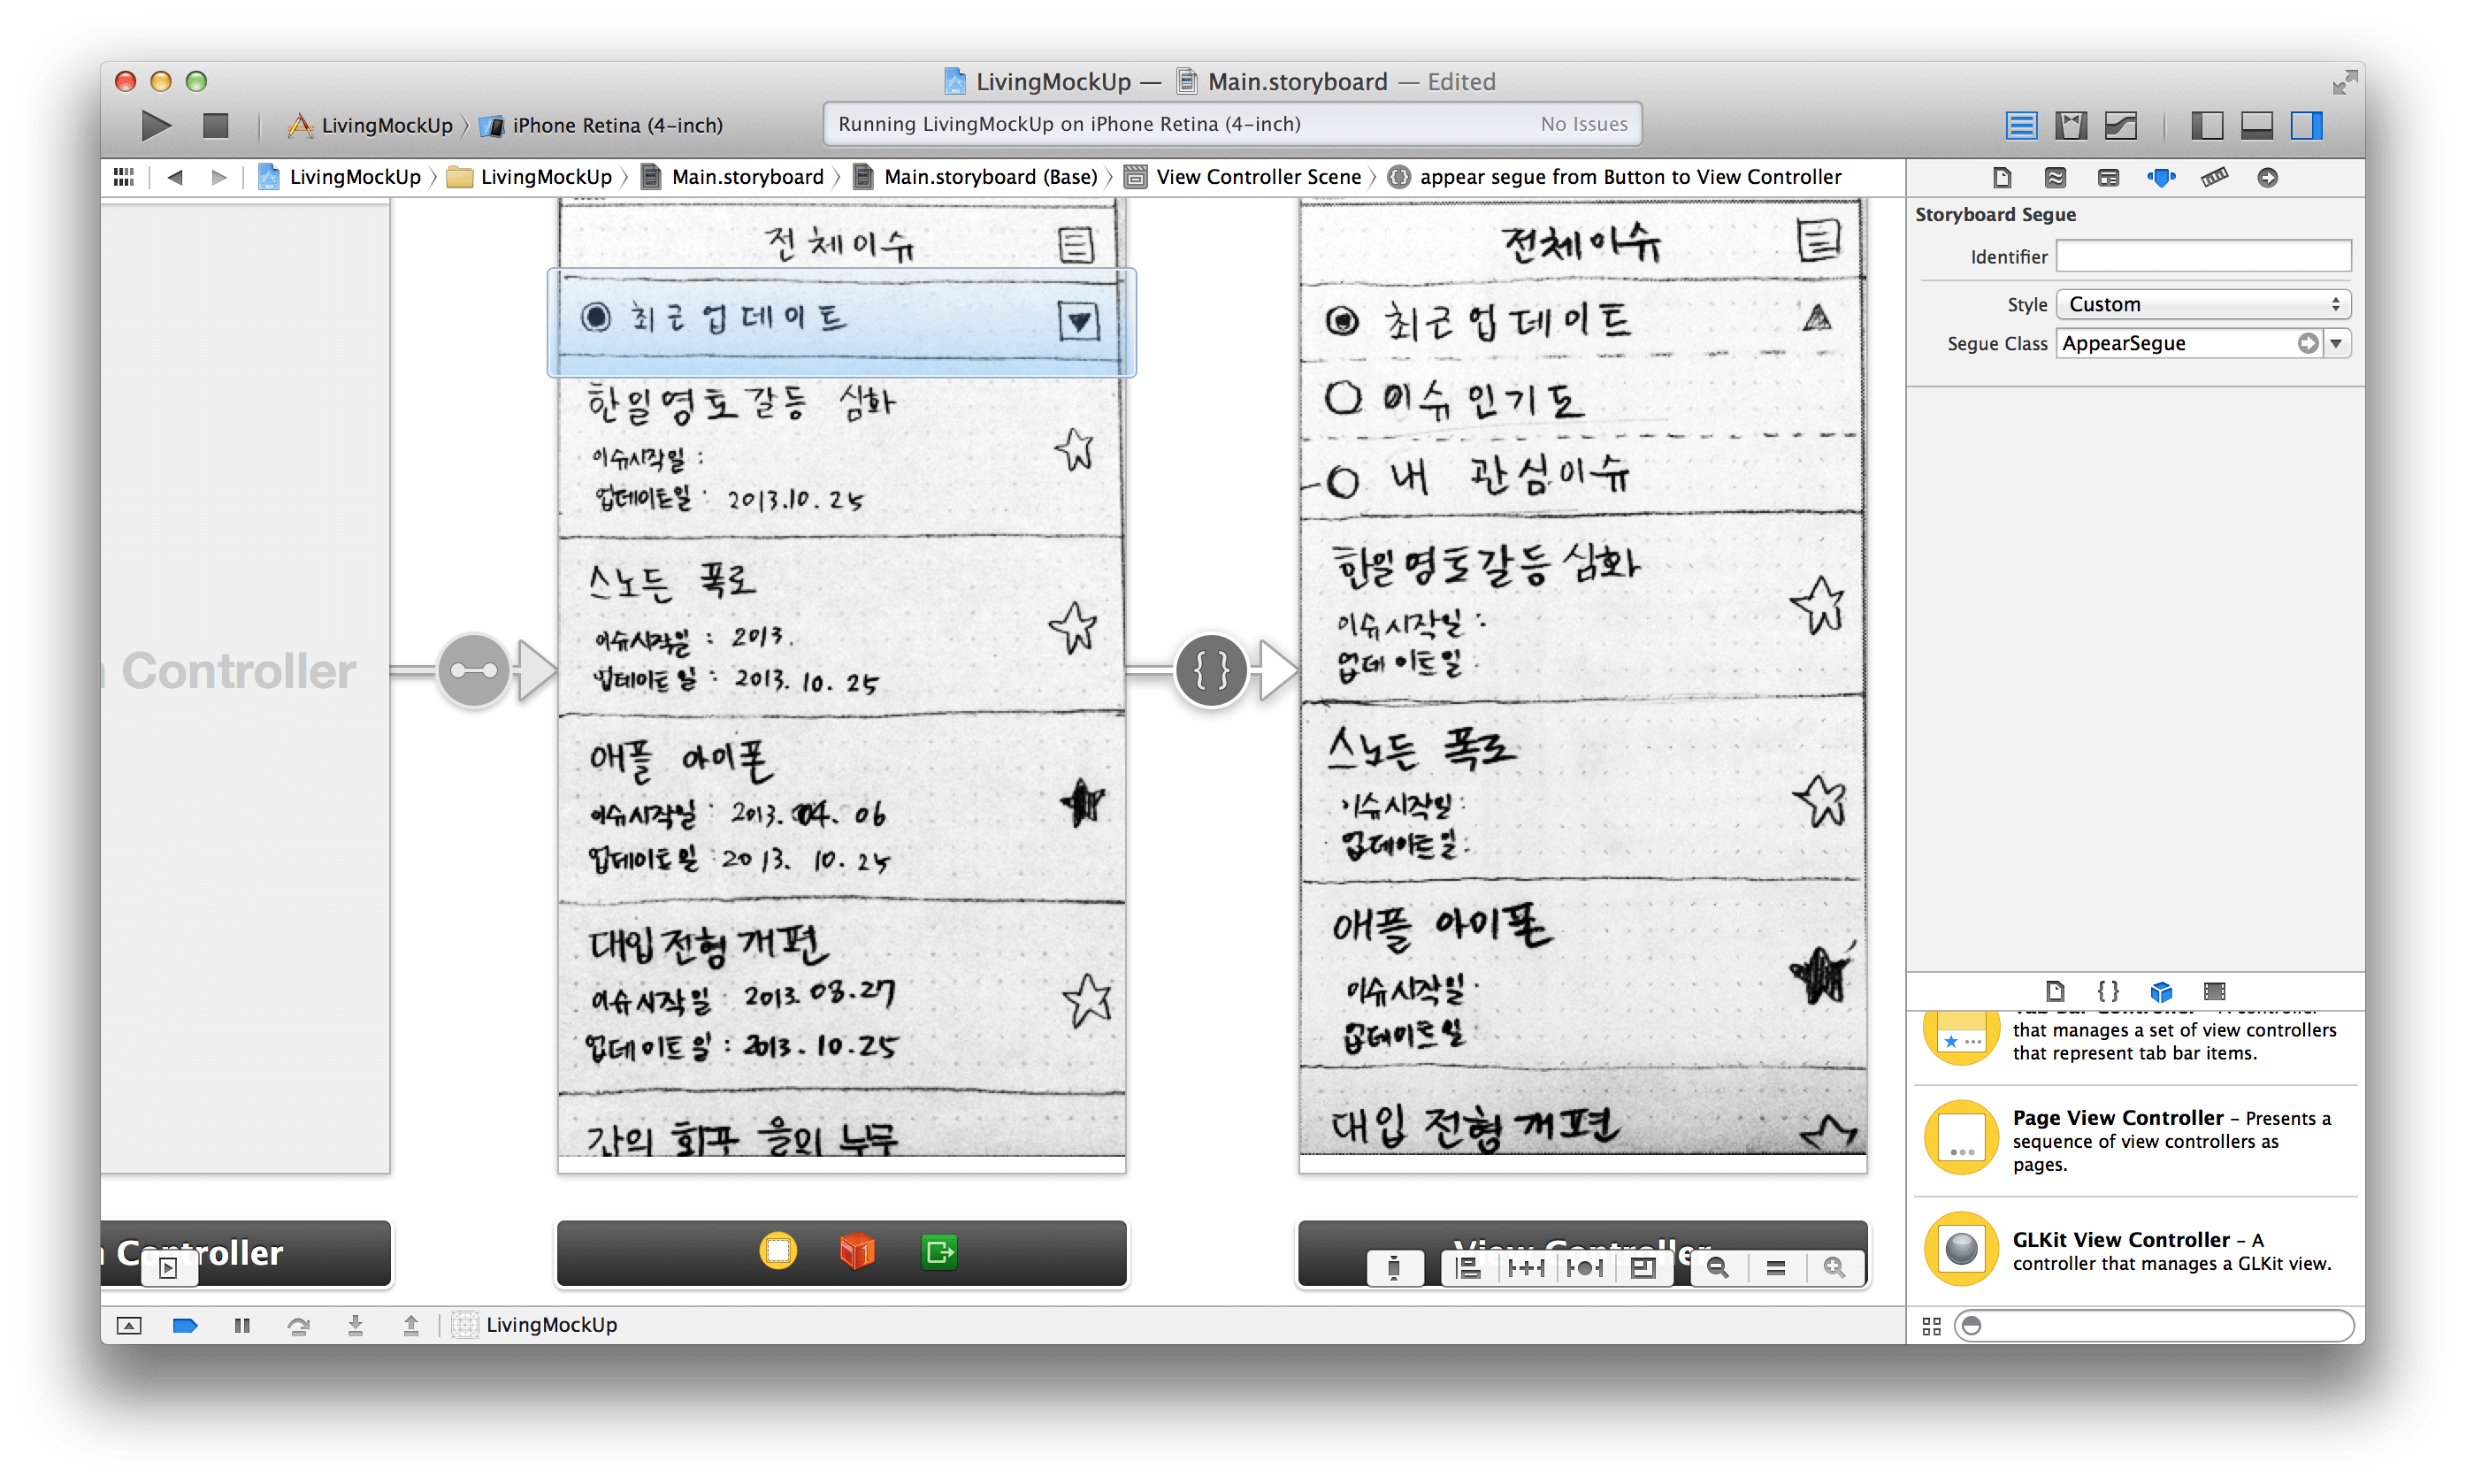 LivingMockUp — Main.storyboard — Edited
LivingMockUp iPhone Retina (4-inch)
Running LivingMockUp on iPhone Retina (4-inch) No Issues
LivingMockUp LivingMockUp Main.storyboard Main.storyboard (Base) View Controller Scene appear segue from Button to View Controller
Controller
전체이슈
최근업데이트
한일영토갈등 심화
이슈시작일 :
업데이트일 : 2013.10.25
스노든 폭로
이슈시작일 : 2013.
업데이트일 : 2013. 10. 25
애플 아이폰
이슈시작일 : 2013. 04. 06
업데이트일 : 2013. 10. 25
대입전형개편
이슈시작일 : 2013.08.27
업데이트일 : 2013.10.25
{ }
전체이슈
최근업데이트
이슈인기도
내 관심이슈
한일영토갈등심화
이슈시작일 :
업데이트일 :
스노든 폭로
이슈시작일 :
업데이트일 :
애플 아이폰
이슈시작일 :
업데이트일
대입 전형개편
Controller
View Controller
LivingMockUp
Storyboard Segue
Identifier
Style Custom
Segue Class AppearSegue
{ }
Tab Bar Controller – A controller
that manages a set of view controllers
that represent tab bar items.
Page View Controller – Presents a
sequence of view controllers as
pages.
GLKit View Controller – A
controller that manages a GLKit view.